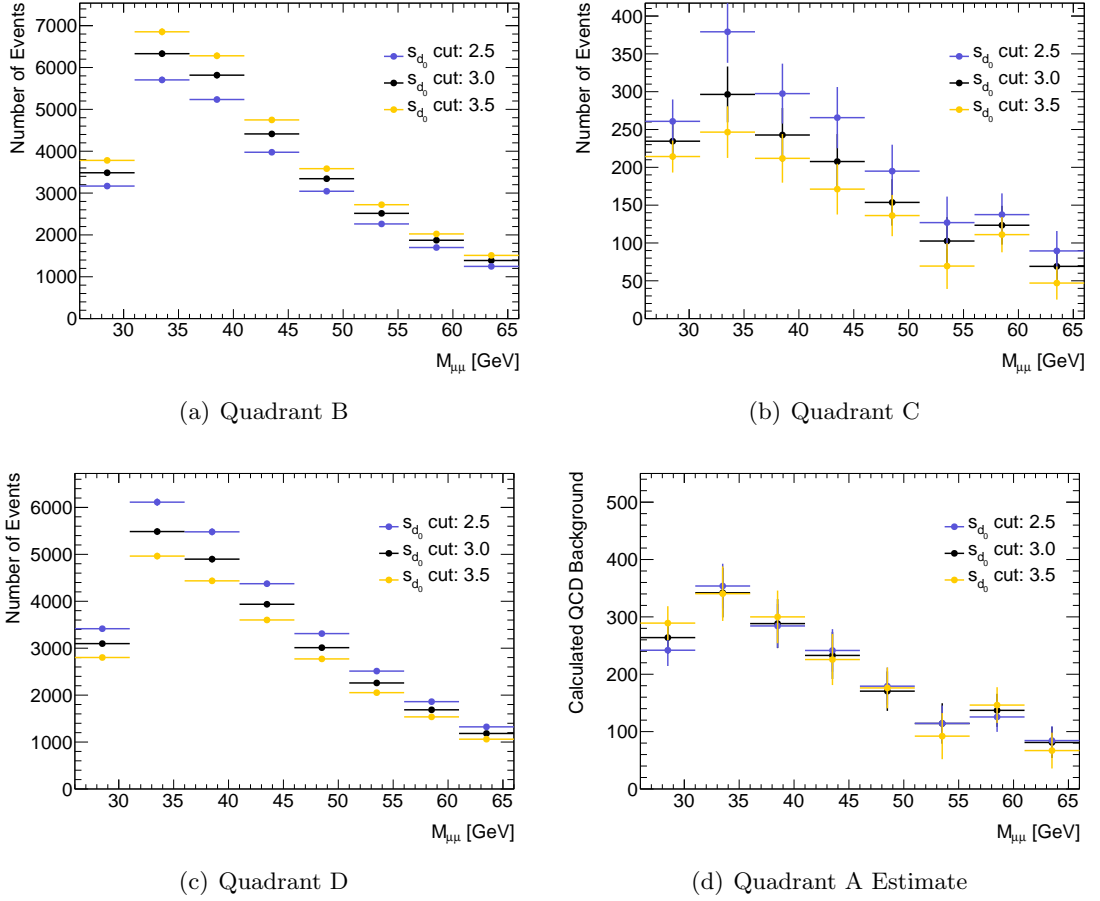 Number of Events
7000
6000
5000
4000
3000
2000
1000
0
30 35 40 45 50 55 60 65
M_μμ [GeV]
s_d₀ cut: 2.5
s_d₀ cut: 3.0
s_d₀ cut: 3.5
(a) Quadrant B
Number of Events
400
350
300
250
200
150
100
50
0
30 35 40 45 50 55 60 65
M_μμ [GeV]
s_d₀ cut: 2.5
s_d₀ cut: 3.0
s_d₀ cut: 3.5
(b) Quadrant C
Number of Events
6000
5000
4000
3000
2000
1000
0
30 35 40 45 50 55 60 65
M_μμ [GeV]
s_d₀ cut: 2.5
s_d₀ cut: 3.0
s_d₀ cut: 3.5
(c) Quadrant D
Calculated QCD Background
500
400
300
200
100
0
30 35 40 45 50 55 60 65
M_μμ [GeV]
s_d₀ cut: 2.5
s_d₀ cut: 3.0
s_d₀ cut: 3.5
(d) Quadrant A Estimate